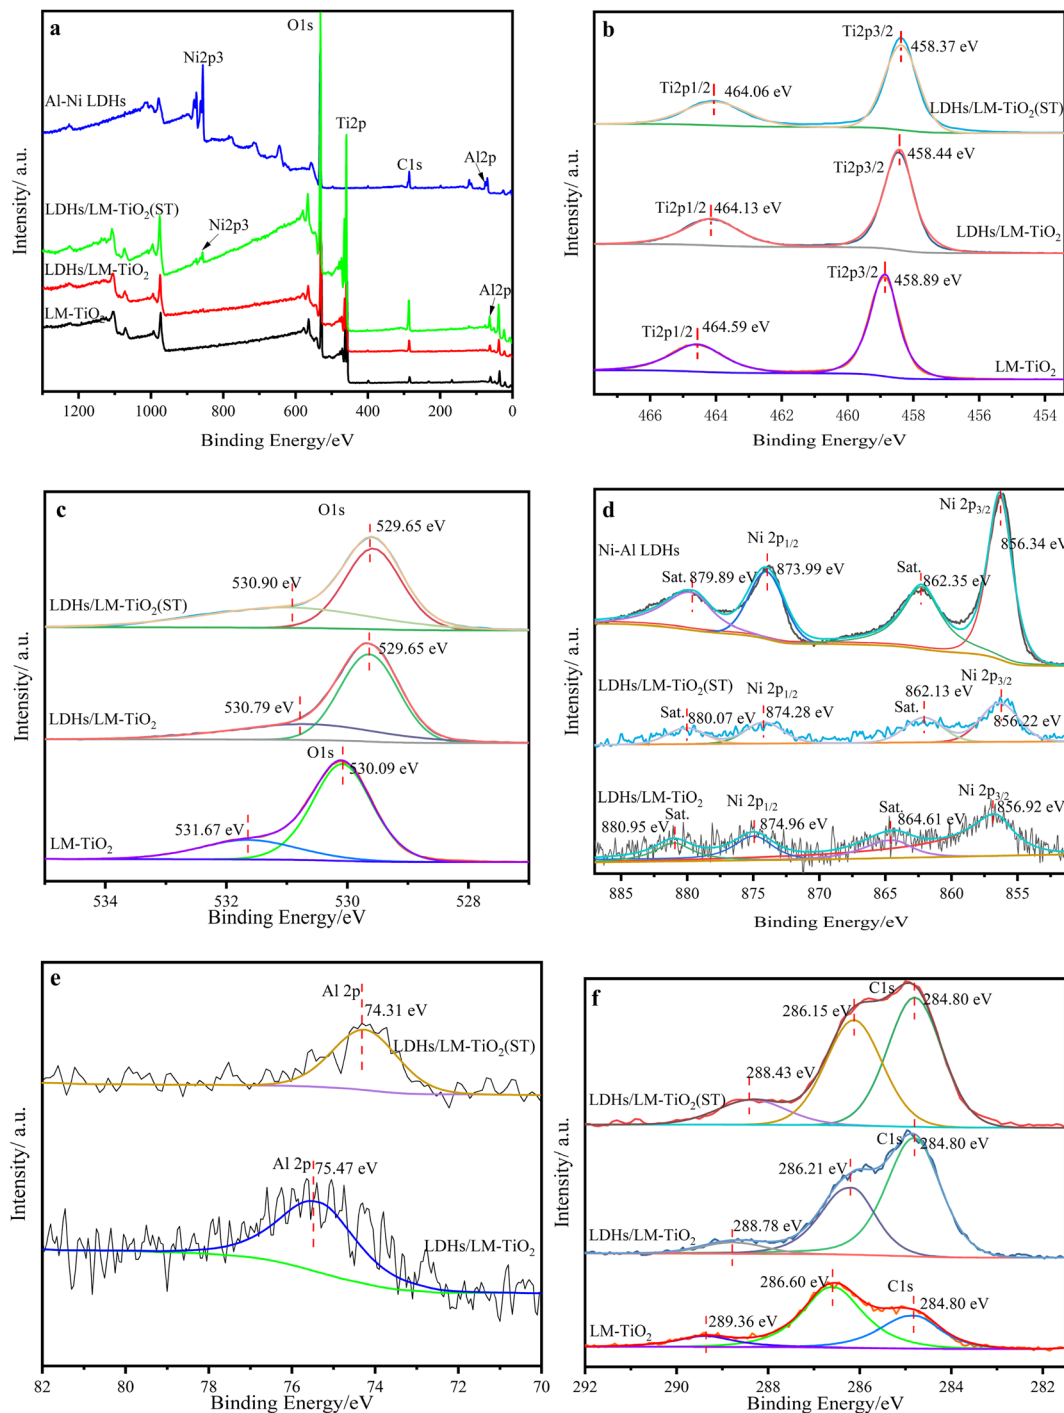 a
O1s
Ni2p3
Al-Ni LDHs
Ti2p
C1s
Al2p
LDHs/LM-TiO₂(ST)
Ni2p3
LDHs/LM-TiO₂
Al2p
LM-TiO₂
Intensity/ a.u.
1200 1000 800 600 400 200 0
Binding Energy/eV
b
Ti2p3/2
458.37 eV
Ti2p1/2
464.06 eV
LDHs/LM-TiO₂(ST)
458.44 eV
Ti2p3/2
Ti2p1/2
464.13 eV
LDHs/LM-TiO₂
Ti2p3/2
458.89 eV
Ti2p1/2
464.59 eV
LM-TiO₂
Intensity/ a.u.
466 464 462 460 458 456 454
Binding Energy/eV
c
O1s
529.65 eV
530.90 eV
LDHs/LM-TiO₂(ST)
529.65 eV
530.79 eV
LDHs/LM-TiO₂
O1s
530.09 eV
531.67 eV
LM-TiO₂
Intensity/ a.u.
534 532 530 528
Binding Energy/eV
d
Ni 2p₃/₂
856.34 eV
Ni 2p₁/₂
Ni-Al LDHs
873.99 eV
Sat.
879.89 eV
Sat.
862.35 eV
LDHs/LM-TiO₂(ST)
Ni 2p₁/₂
862.13 eV
Ni 2p₃/₂
Sat.
880.07 eV
874.28 eV
Sat.
856.22 eV
LDHs/LM-TiO₂
Ni 2p₃/₂
Ni 2p₁/₂
856.92 eV
Sat.
Sat.
880.95 eV
874.96 eV
864.61 eV
Intensity/ a.u.
885 880 875 870 865 860 855
Binding Energy/eV
e
Al 2p
74.31 eV
LDHs/LM-TiO₂(ST)
Al 2p
75.47 eV
LDHs/LM-TiO₂
Intensity/ a.u.
82 80 78 76 74 72 70
Binding Energy/eV
f
C1s
286.15 eV
284.80 eV
288.43 eV
LDHs/LM-TiO₂(ST)
C1s
284.80 eV
286.21 eV
288.78 eV
LDHs/LM-TiO₂
286.60 eV
C1s
284.80 eV
289.36 eV
LM-TiO₂
Intensity/ a.u.
292 290 288 286 284 282
Binding Energy/eV